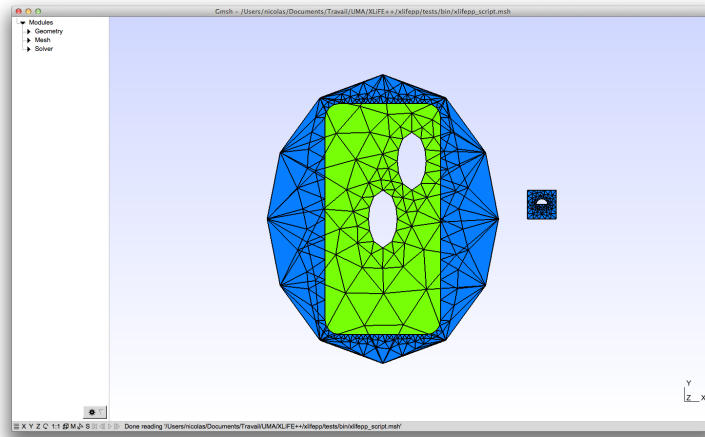 Gmsh - /Users/nicolas/Documents/Travail/UMA/XLiFE++/xlifepp/tests/bin/xlifepp_script.msh
Modules
Geometry
Mesh
Solver
Y
Z X
X Y Z 1:1 M S Done reading '/Users/nicolas/Documents/Travail/UMA/XLiFE++/xlifepp/tests/bin/xlifepp_script.msh'